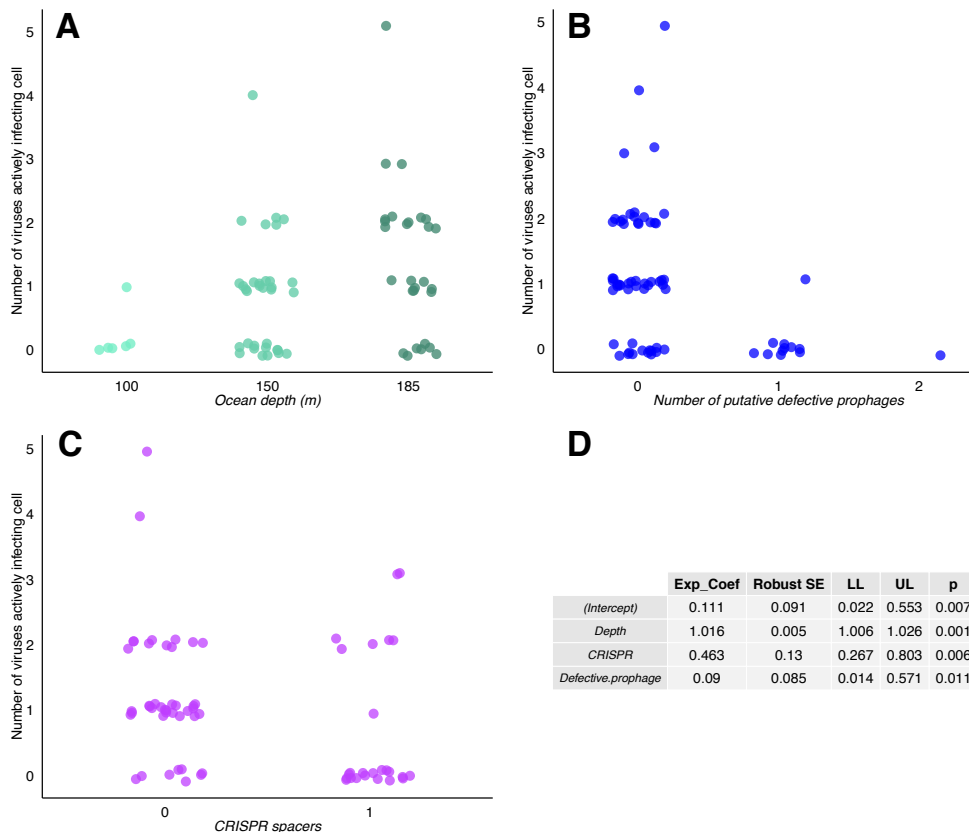 A
Number of viruses actively infecting cell
5
4
3
2
1
0
100 150 185
Ocean depth (m)
B
Number of viruses actively infecting cell
5
4
3
2
1
0
0 1 2
Number of putative defective prophages
C
Number of viruses actively infecting cell
5
4
3
2
1
0
0 1
CRISPR spacers
D
Exp_Coef Robust SE LL UL p
(Intercept) 0.111 0.091 0.022 0.553 0.007
Depth 1.016 0.005 1.006 1.026 0.001
CRISPR 0.463 0.13 0.267 0.803 0.006
Defective.prophage 0.09 0.085 0.014 0.571 0.011